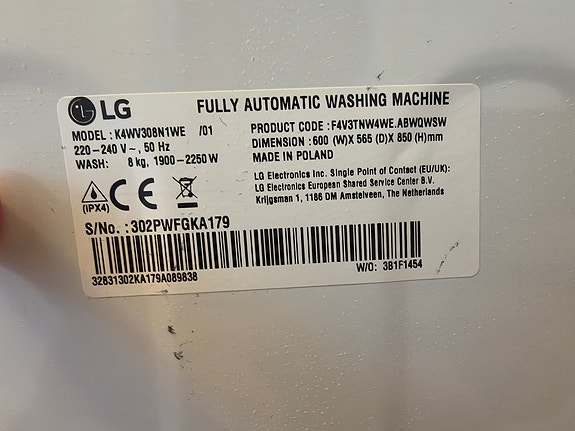 LG FULLY AUTOMATIC WASHING MACHINE
MODEL : K4WV308N1WE /01
220-240 V~, 50 Hz
WASH: 8 kg, 1900-2250 W
PRODUCT CODE : F4V3TNW4WE.ABWQWSW
DIMENSION : 600 (W)X 565 (D)X 850 (H)mm
MADE IN POLAND
LG Electronics Inc. Single Point of Contact (EU/UK):
LG Electronics European Shared Service Center B.V.
Krijgsman 1, 1186 DM Amstelveen, The Netherlands
(IPX4) CE
S/No. : 302PWFGKA179
32831302KA179A089838
W/O: 3B1F1454